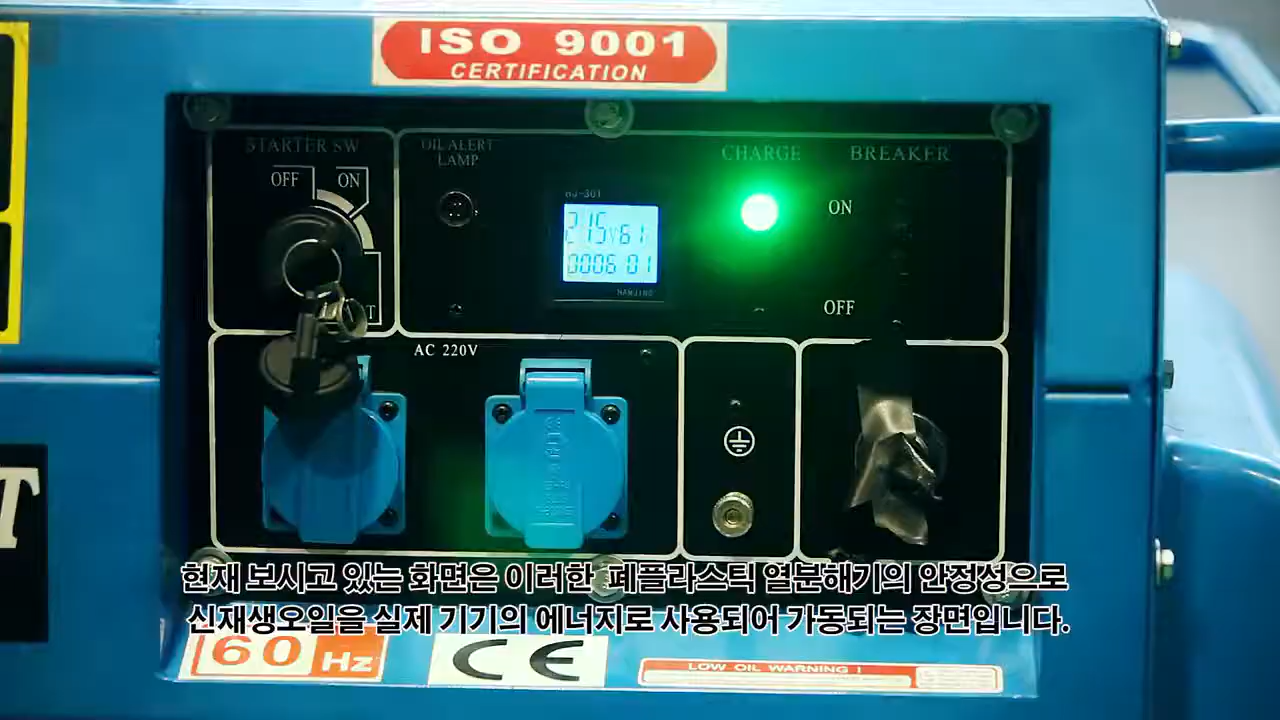 ISO 9001
CERTIFICATION
STARTER SW
OFF
ON
OIL ALERT
LAMP
CHARGE
BREAKER
ON
OFF
215V61
0006 01
T
AC 220V
T
현재 보시고 있는 화면은 이러한 폐플라스틱 열분해기의 안정성으로
신재생오일을 실제 기기의 에너지로 사용되어 가동되는 장면입니다.
60 Hz
CE
LOW OIL WARNING !